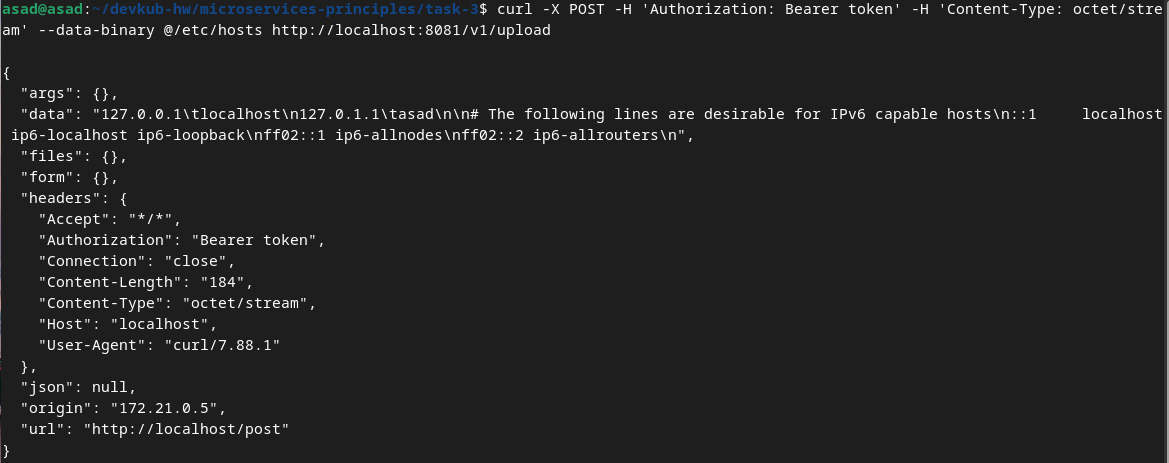 asad@asad:~/devkub-hw/microservices-principles/task-3$ curl -X POST -H 'Authorization: Bearer token' -H 'Content-Type: octet/stre
am' --data-binary @/etc/hosts http://localhost:8081/v1/upload

{
  "args": {},
  "data": "127.0.0.1\tlocalhost\n127.0.1.1\tasad\n\n# The following lines are desirable for IPv6 capable hosts\n::1     localhost
 ip6-localhost ip6-loopback\nff02::1 ip6-allnodes\nff02::2 ip6-allrouters\n",
  "files": {},
  "form": {},
  "headers": {
    "Accept": "*/*",
    "Authorization": "Bearer token",
    "Connection": "close",
    "Content-Length": "184",
    "Content-Type": "octet/stream",
    "Host": "localhost",
    "User-Agent": "curl/7.88.1"
  },
  "json": null,
  "origin": "172.21.0.5",
  "url": "http://localhost/post"
}